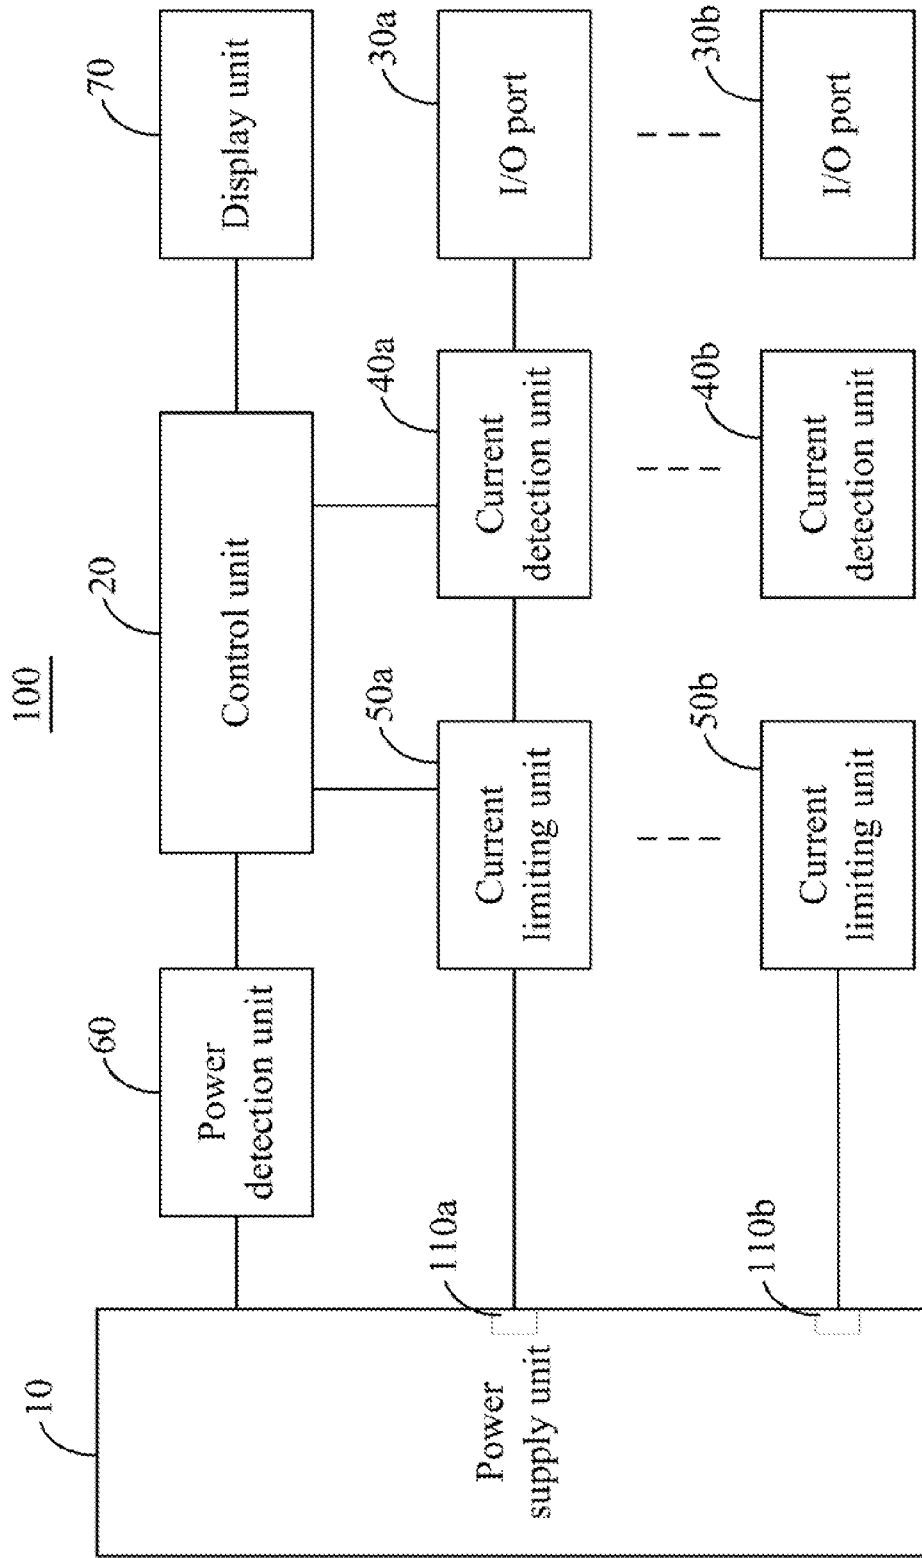 100
10
Power
supply unit
110a
110b
60
Power
detection unit
20
Control unit
70
Display unit
50a
Current
limiting unit
40a
Current
detection unit
30a
I/O port
50b
Current
limiting unit
40b
Current
detection unit
30b
I/O port